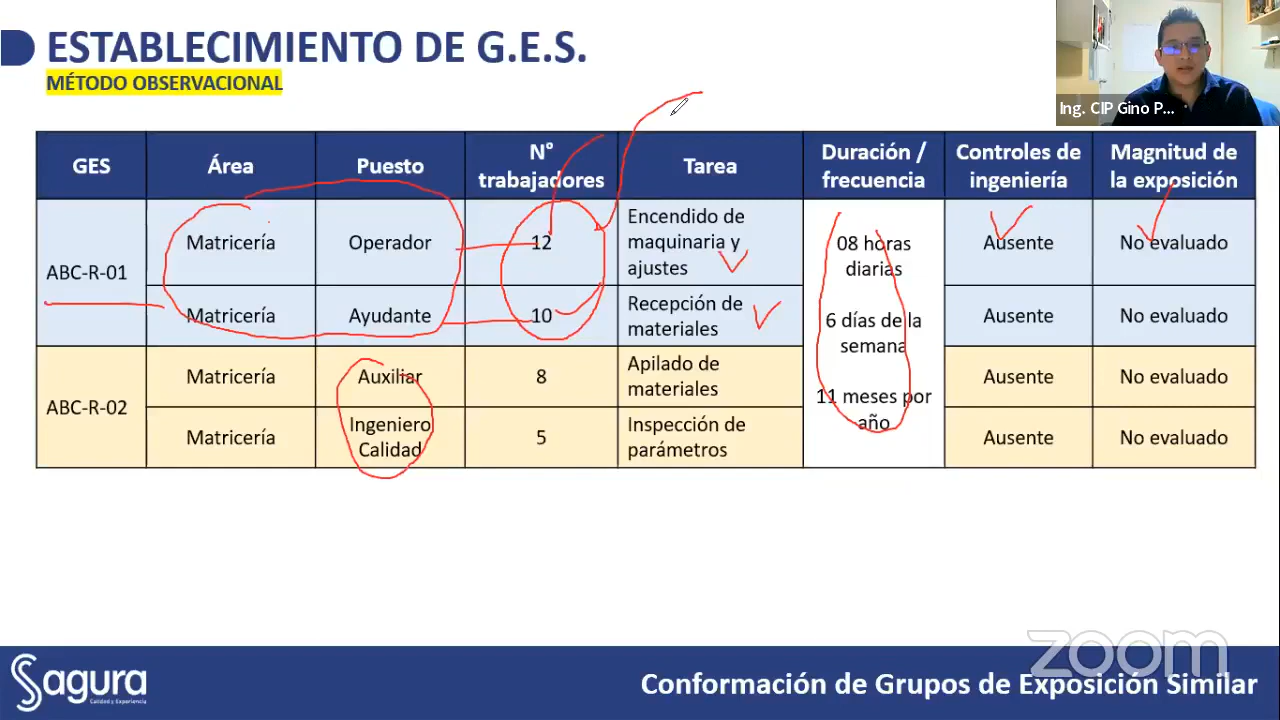 ESTABLECIMIENTO DE G.E.S.
MÉTODO OBSERVACIONAL
Ing. CIP Gino P...
GES
Área
Puesto
N°
trabajadores
Tarea
Duración /
frecuencia
Controles de
ingeniería
Magnitud de
la exposición
ABC-R-01
Matricería
Operador
12
Encendido de
maquinaria y
ajustes
08 horas
diarias
6 días de la
semana
11 meses por
año
Ausente
No evaluado
Matricería
Ayudante
10
Recepción de
materiales
Ausente
No evaluado
ABC-R-02
Matricería
Auxiliar
8
Apilado de
materiales
Ausente
No evaluado
Matricería
Ingeniero
Calidad
5
Inspección de
parámetros
Ausente
No evaluado
zoom
Sagura
Calidad y Experiencia
Conformación de Grupos de Exposición Similar